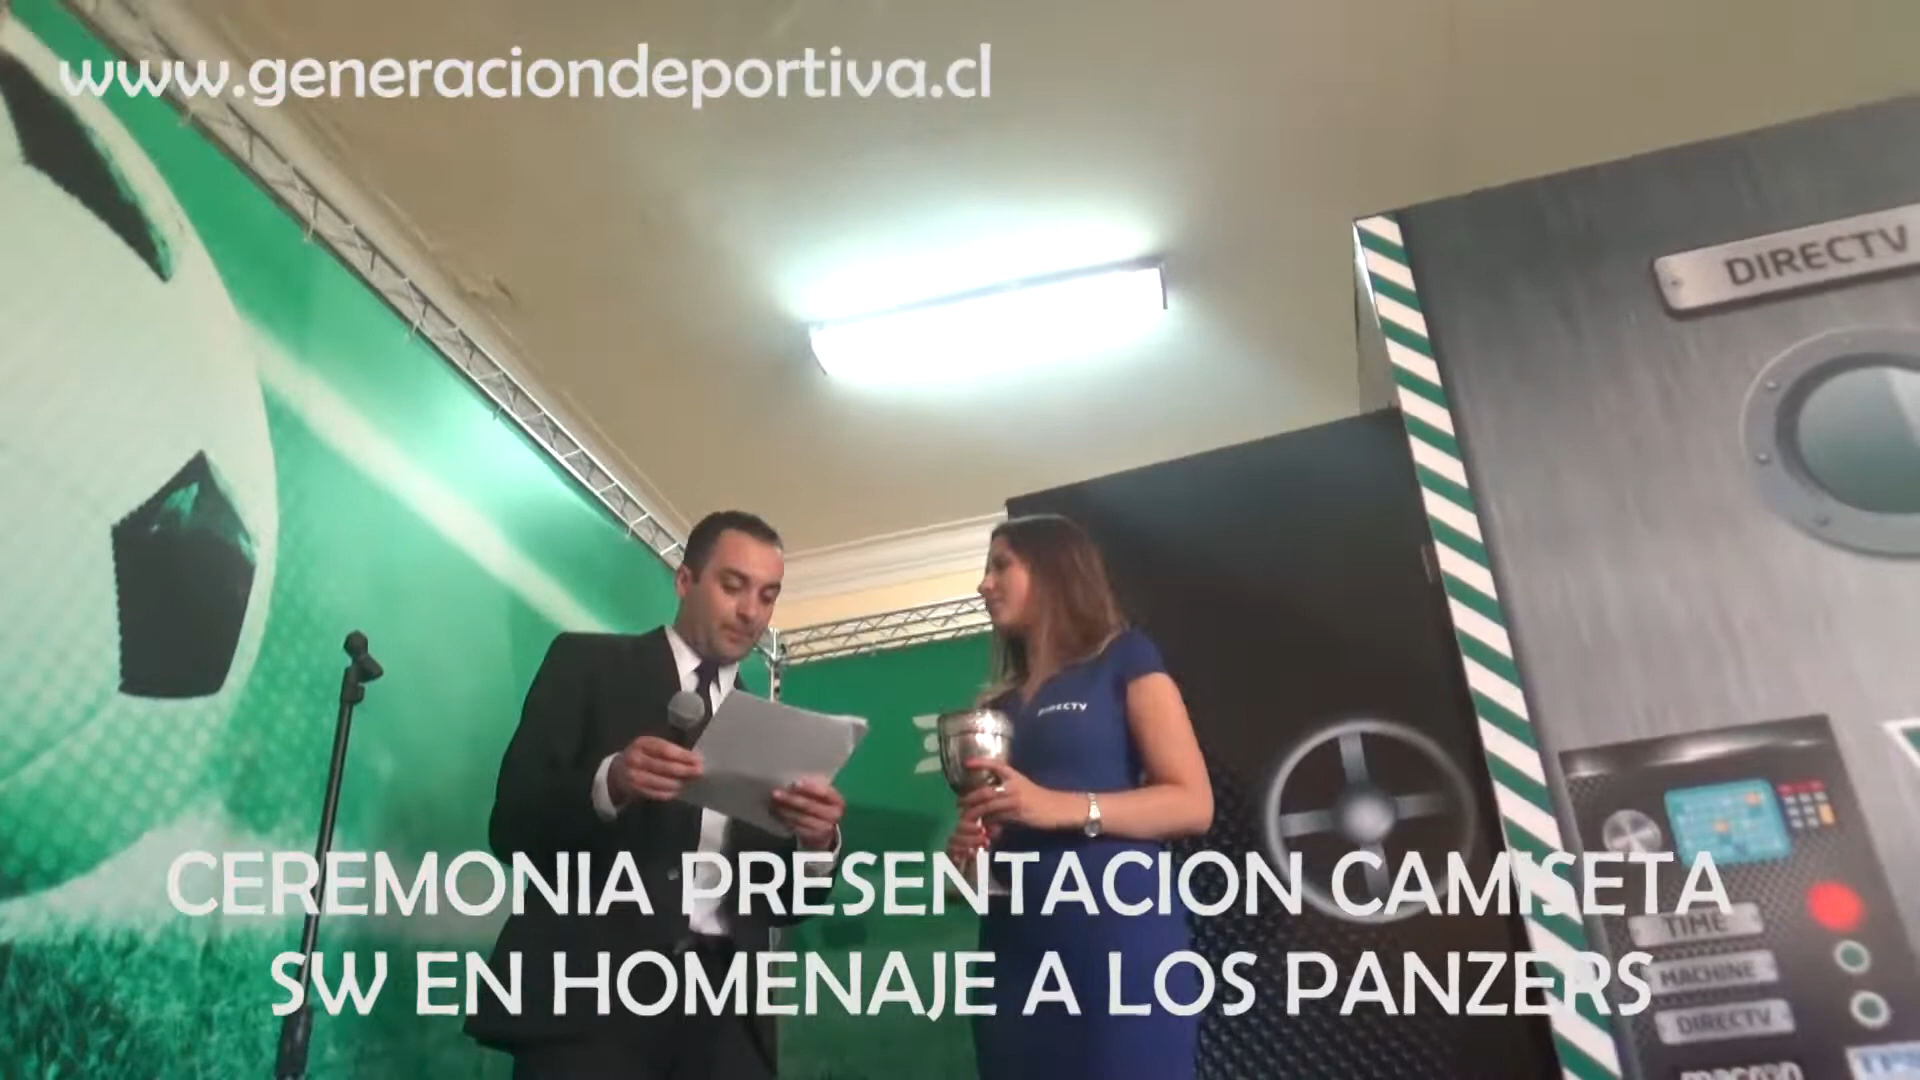 www.generaciondeportiva.cl
DIRECTV
DIRECTV
CEREMONIA PRESENTACION CAMISETA
SW EN HOMENAJE A LOS PANZERS
TIME
MACHINE
DIRECTV